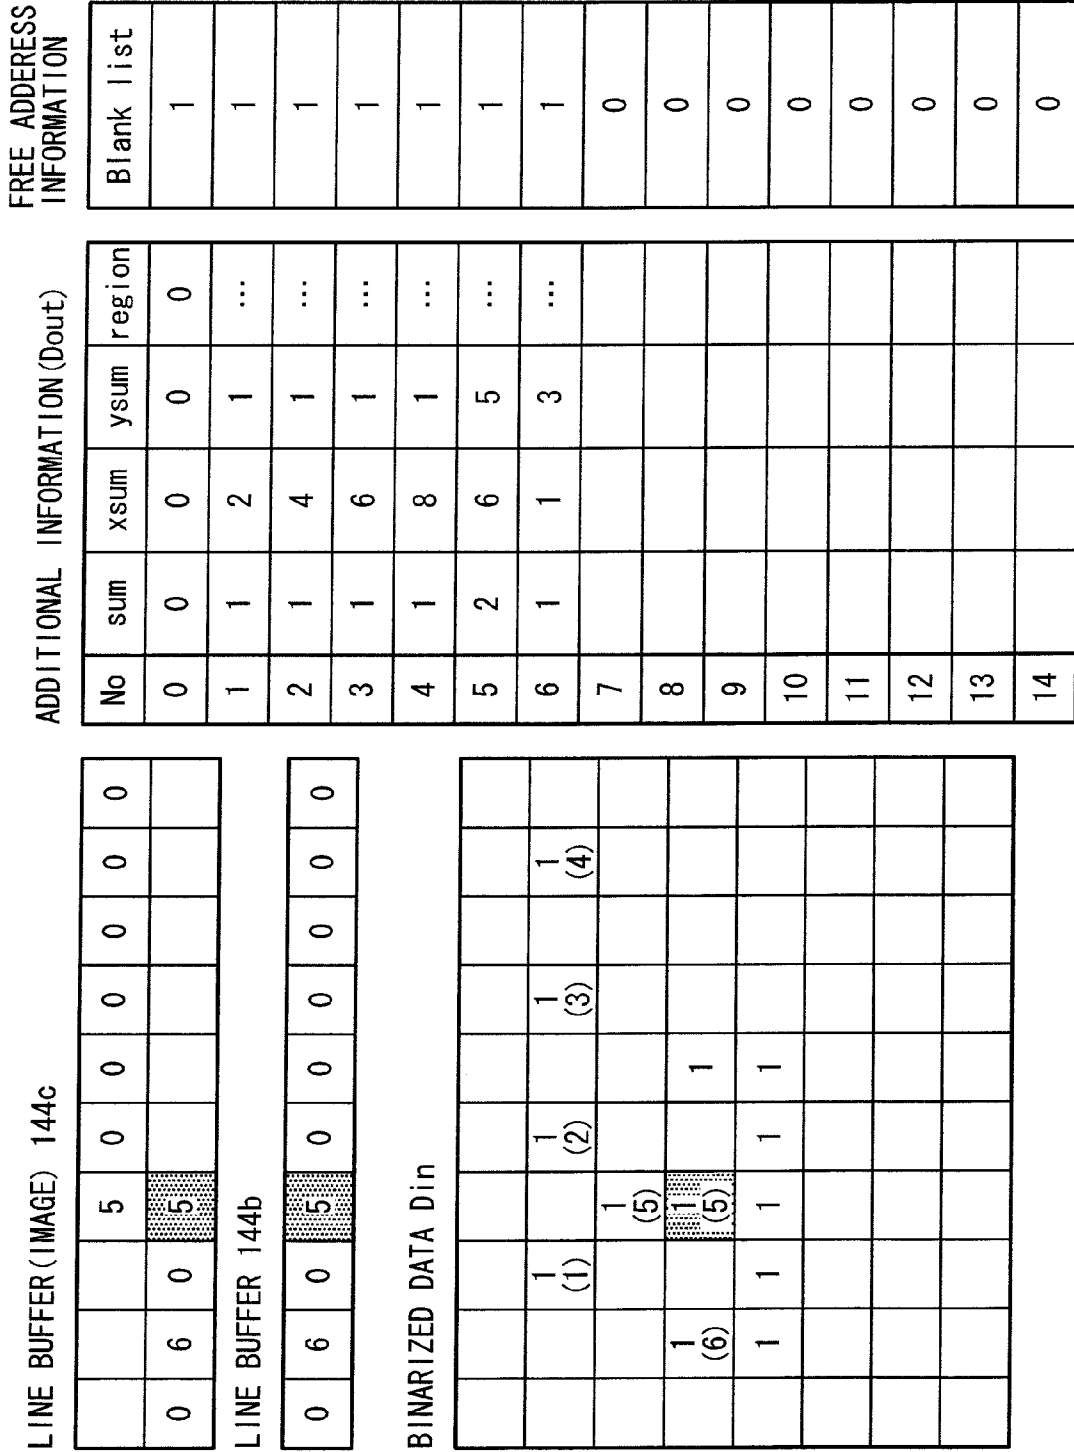 LINE BUFFER(IMAGE) 144c
5 0 0 0 0 0 0
0 6 0 5
LINE BUFFER 144b
0 6 0 5 0 0 0 0 0 0
BINARIZED DATA Din
1 1 1 1
(1) (2) (3) (4)
1
(5)
1 1 1
(6) (5)
1 1 1 1 1
ADDITIONAL INFORMATION(Dout)
No sum xsum ysum region
0 0 0 0 0
1 1 2 1 ...
2 1 4 1 ...
3 1 6 1 ...
4 1 8 1 ...
5 2 6 5 ...
6 1 1 3 ...
7
8
9
10
11
12
13
14
FREE ADDERESS
INFORMATION
Blank list
1
1
1
1
1
1
1
0
0
0
0
0
0
0
0